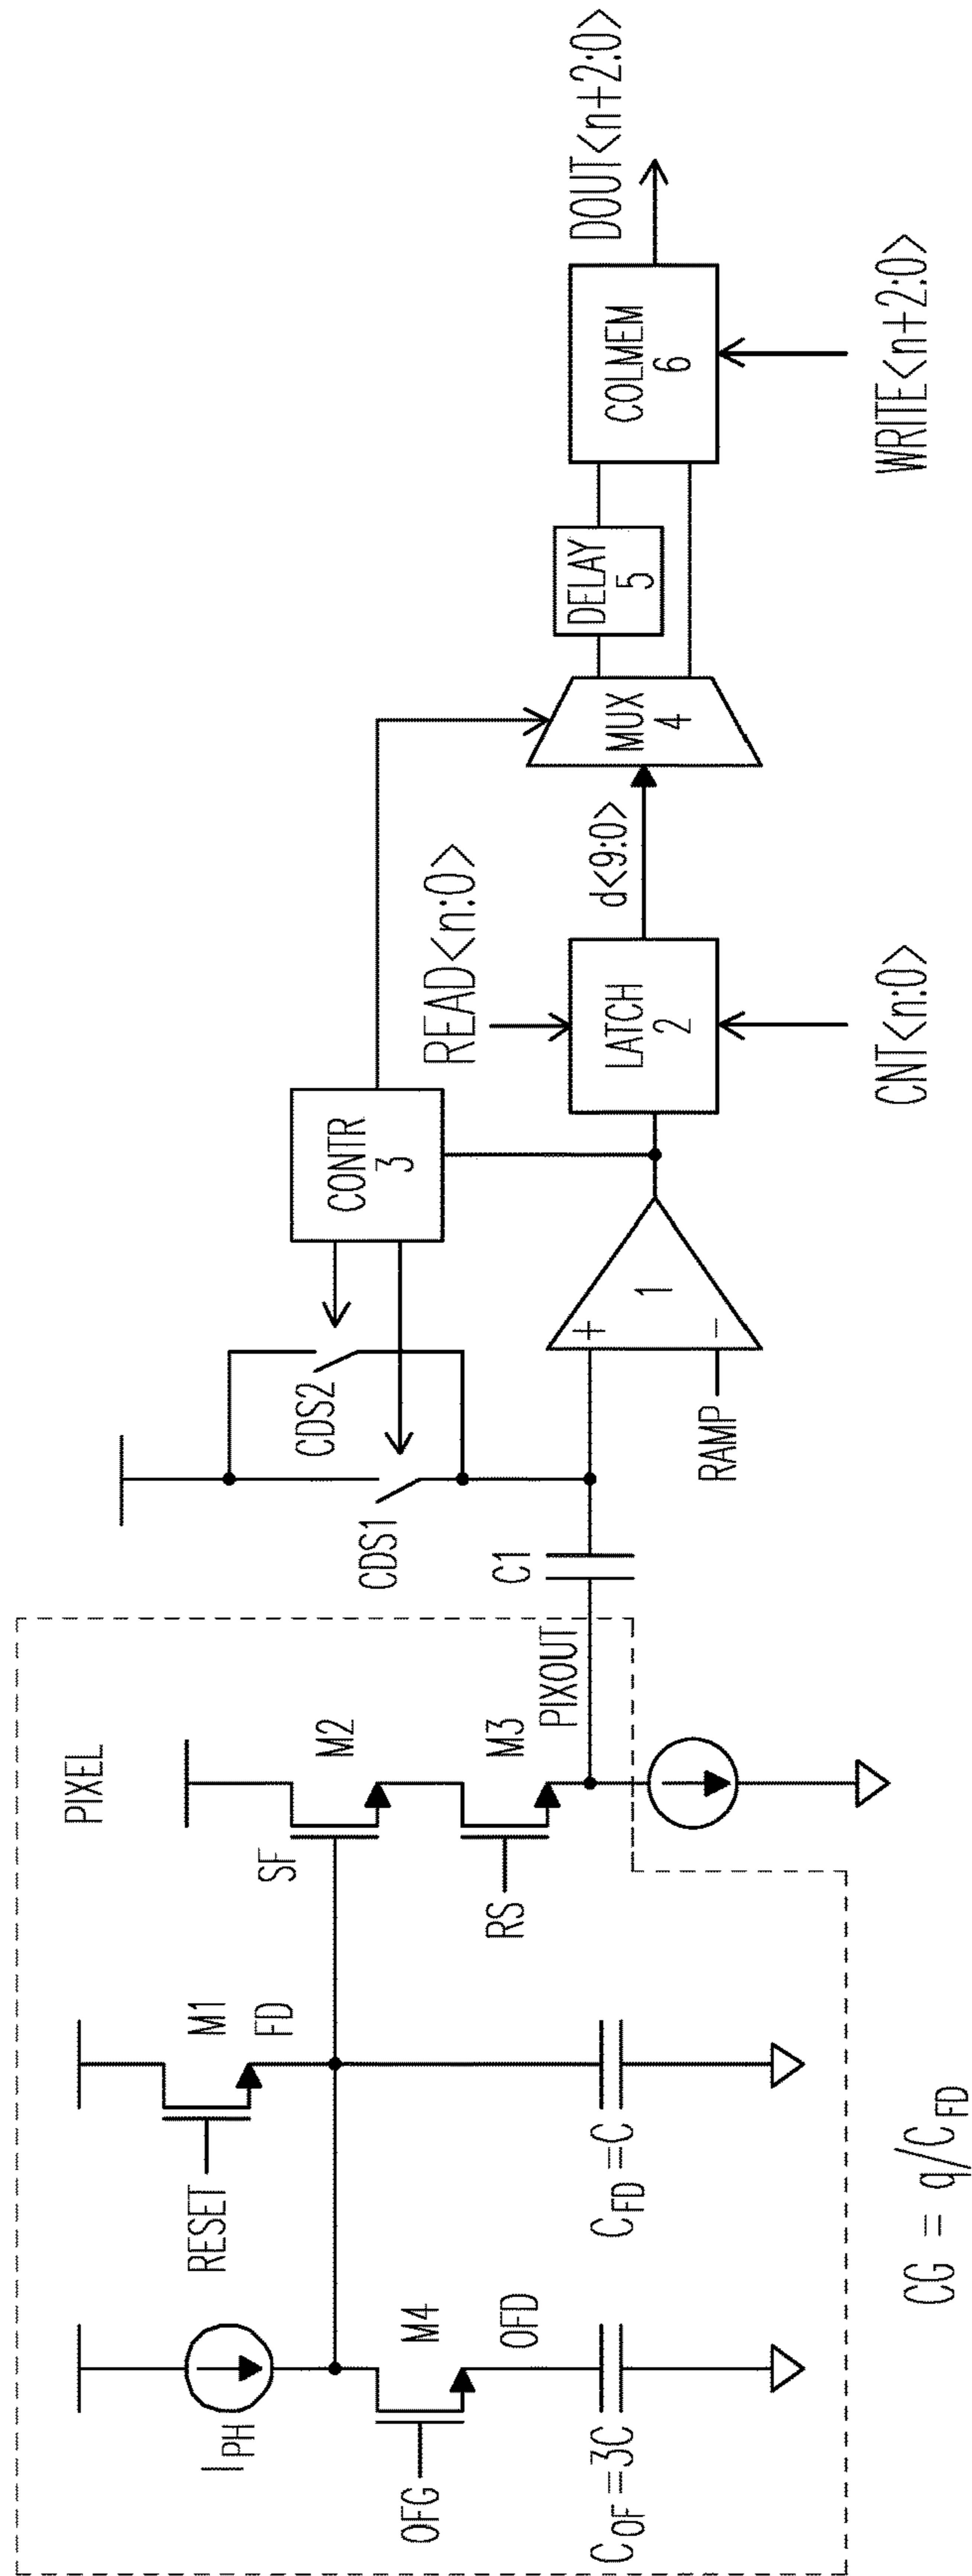 PIXEL
I_PH
RESET
M1
FD
SF
M2
OFG
M4
OFD
RS
M3
PIXOUT
C_OF=3C
C_FD=C
CG = q/C_FD
C1
CDS1
CDS2
RAMP
+
-
1
CONTR
3
READ<n:0>
LATCH
2
CNT<n:0>
d<9:0>
MUX
4
DELAY
5
COLMEM
6
WRITE<n+2:0>
DOUT<n+2:0>